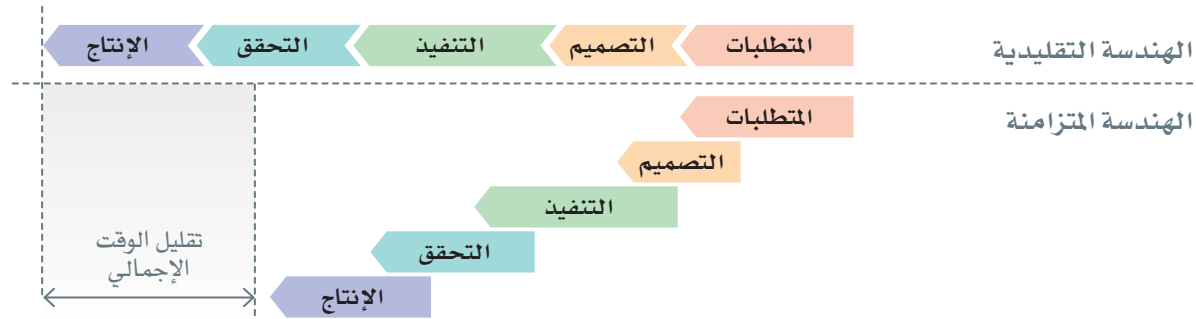 الهندسة التقليدية
المتطلبات
التصميم
التنفيذ
التحقق
الإنتاج
الهندسة المتزامنة
المتطلبات
التصميم
التنفيذ
التحقق
الإنتاج
تقليل الوقت
الإجمالي